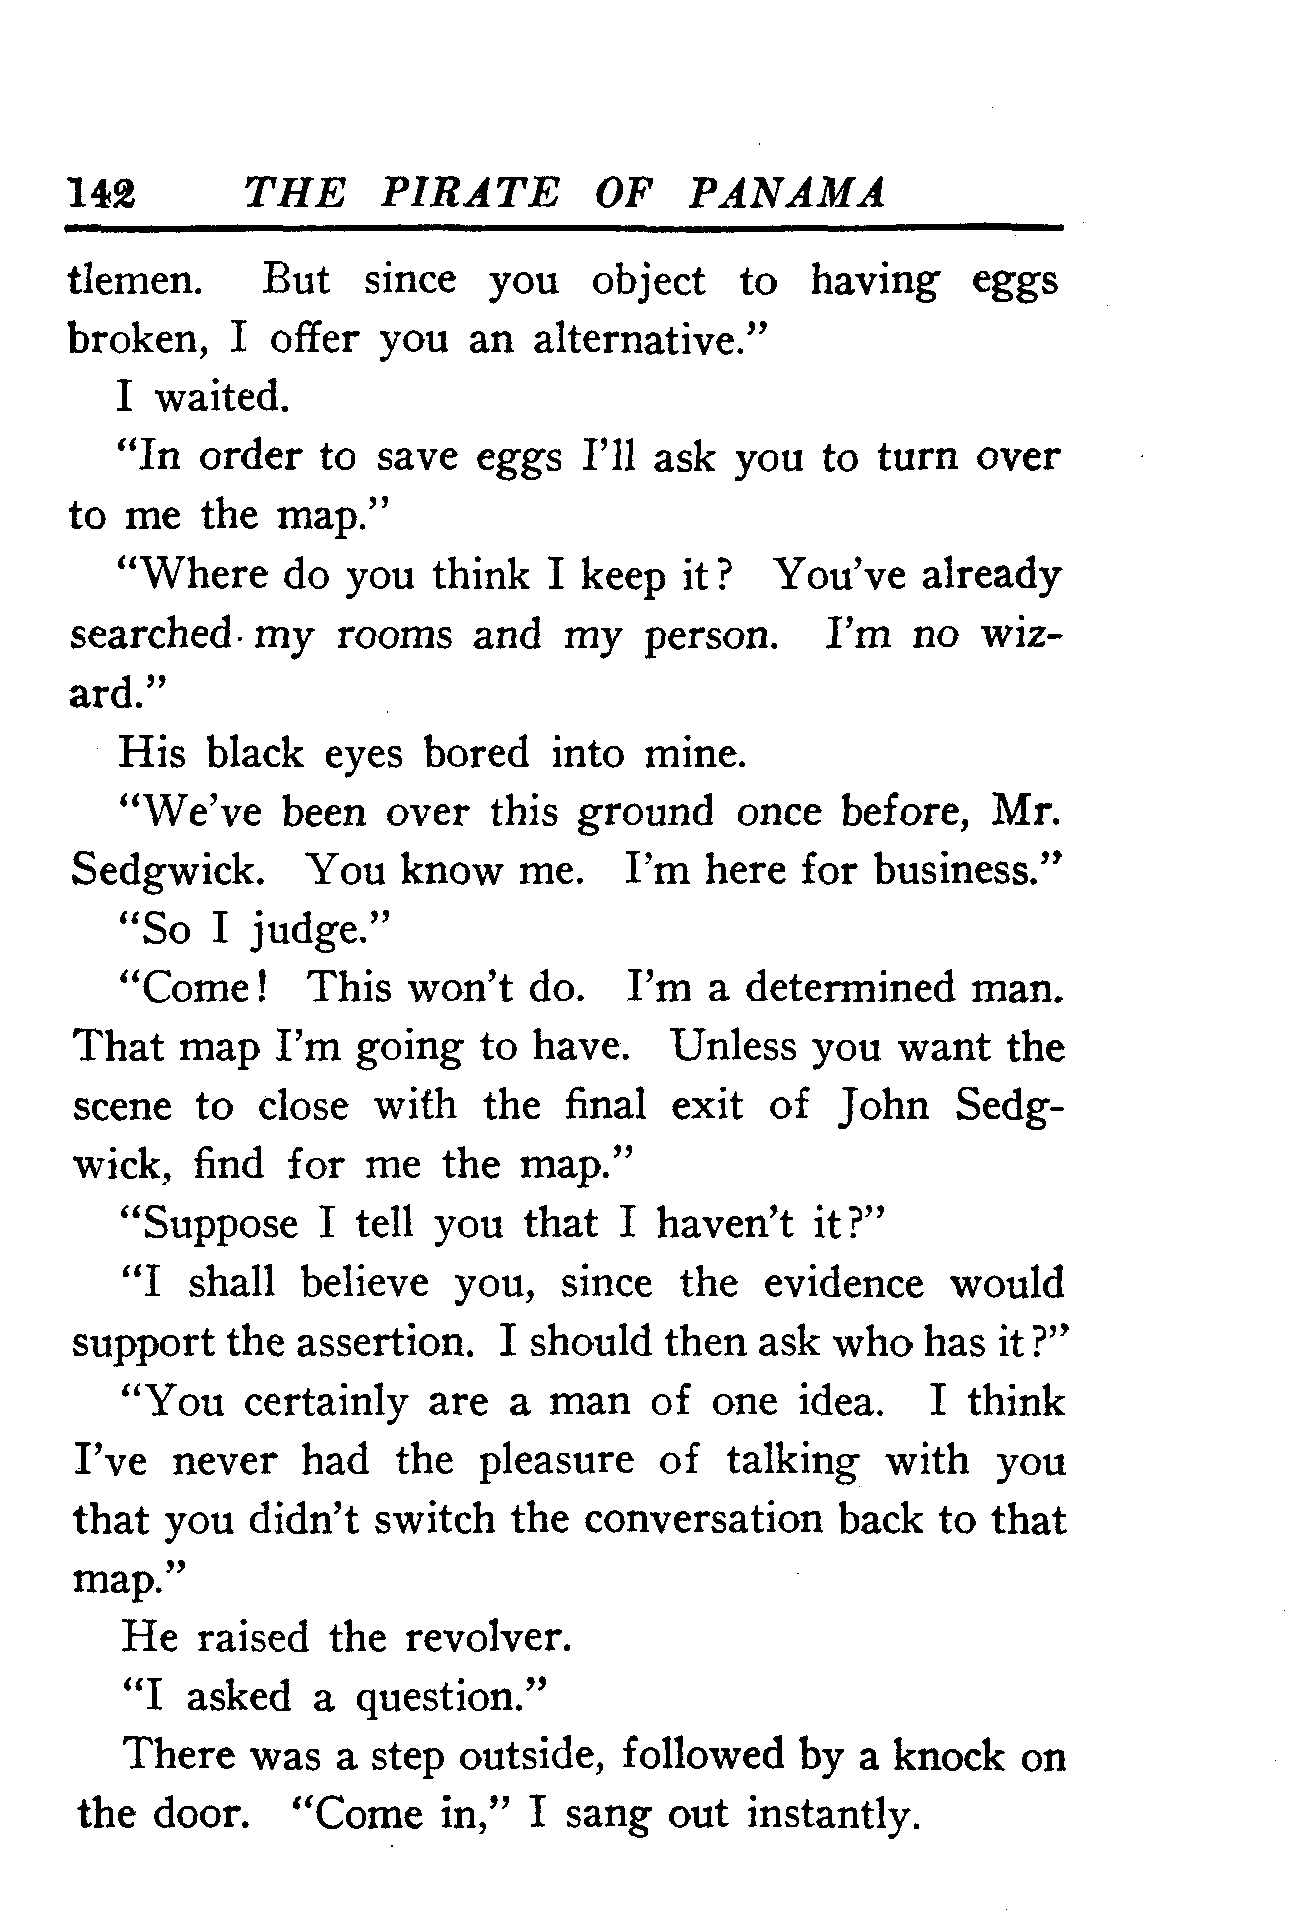 142 THE PIRATE OF PANAMA
tlemen. But since you object to having eggs
broken, I offer you an alternative.”
I waited.
“In order to save eggs I’ll ask you to turn over
to me the map.”
“Where do you think I keep it? You’ve already
searched my rooms and my person. I’m no wiz-
ard.”
His black eyes bored into mine.
“We’ve been over this ground once before, Mr.
Sedgwick. You know me. I’m here for business.”
“So I judge.”
“Come! This won’t do. I’m a determined man.
That map I’m going to have. Unless you want the
scene to close with the final exit of John Sedg-
wick, find for me the map.”
“Suppose I tell you that I haven’t it?”
“I shall believe you, since the evidence would
support the assertion. I should then ask who has it?”
“You certainly are a man of one idea. I think
I’ve never had the pleasure of talking with you
that you didn’t switch the conversation back to that
map.”
He raised the revolver.
“I asked a question.”
There was a step outside, followed by a knock on
the door. “Come in,” I sang out instantly.